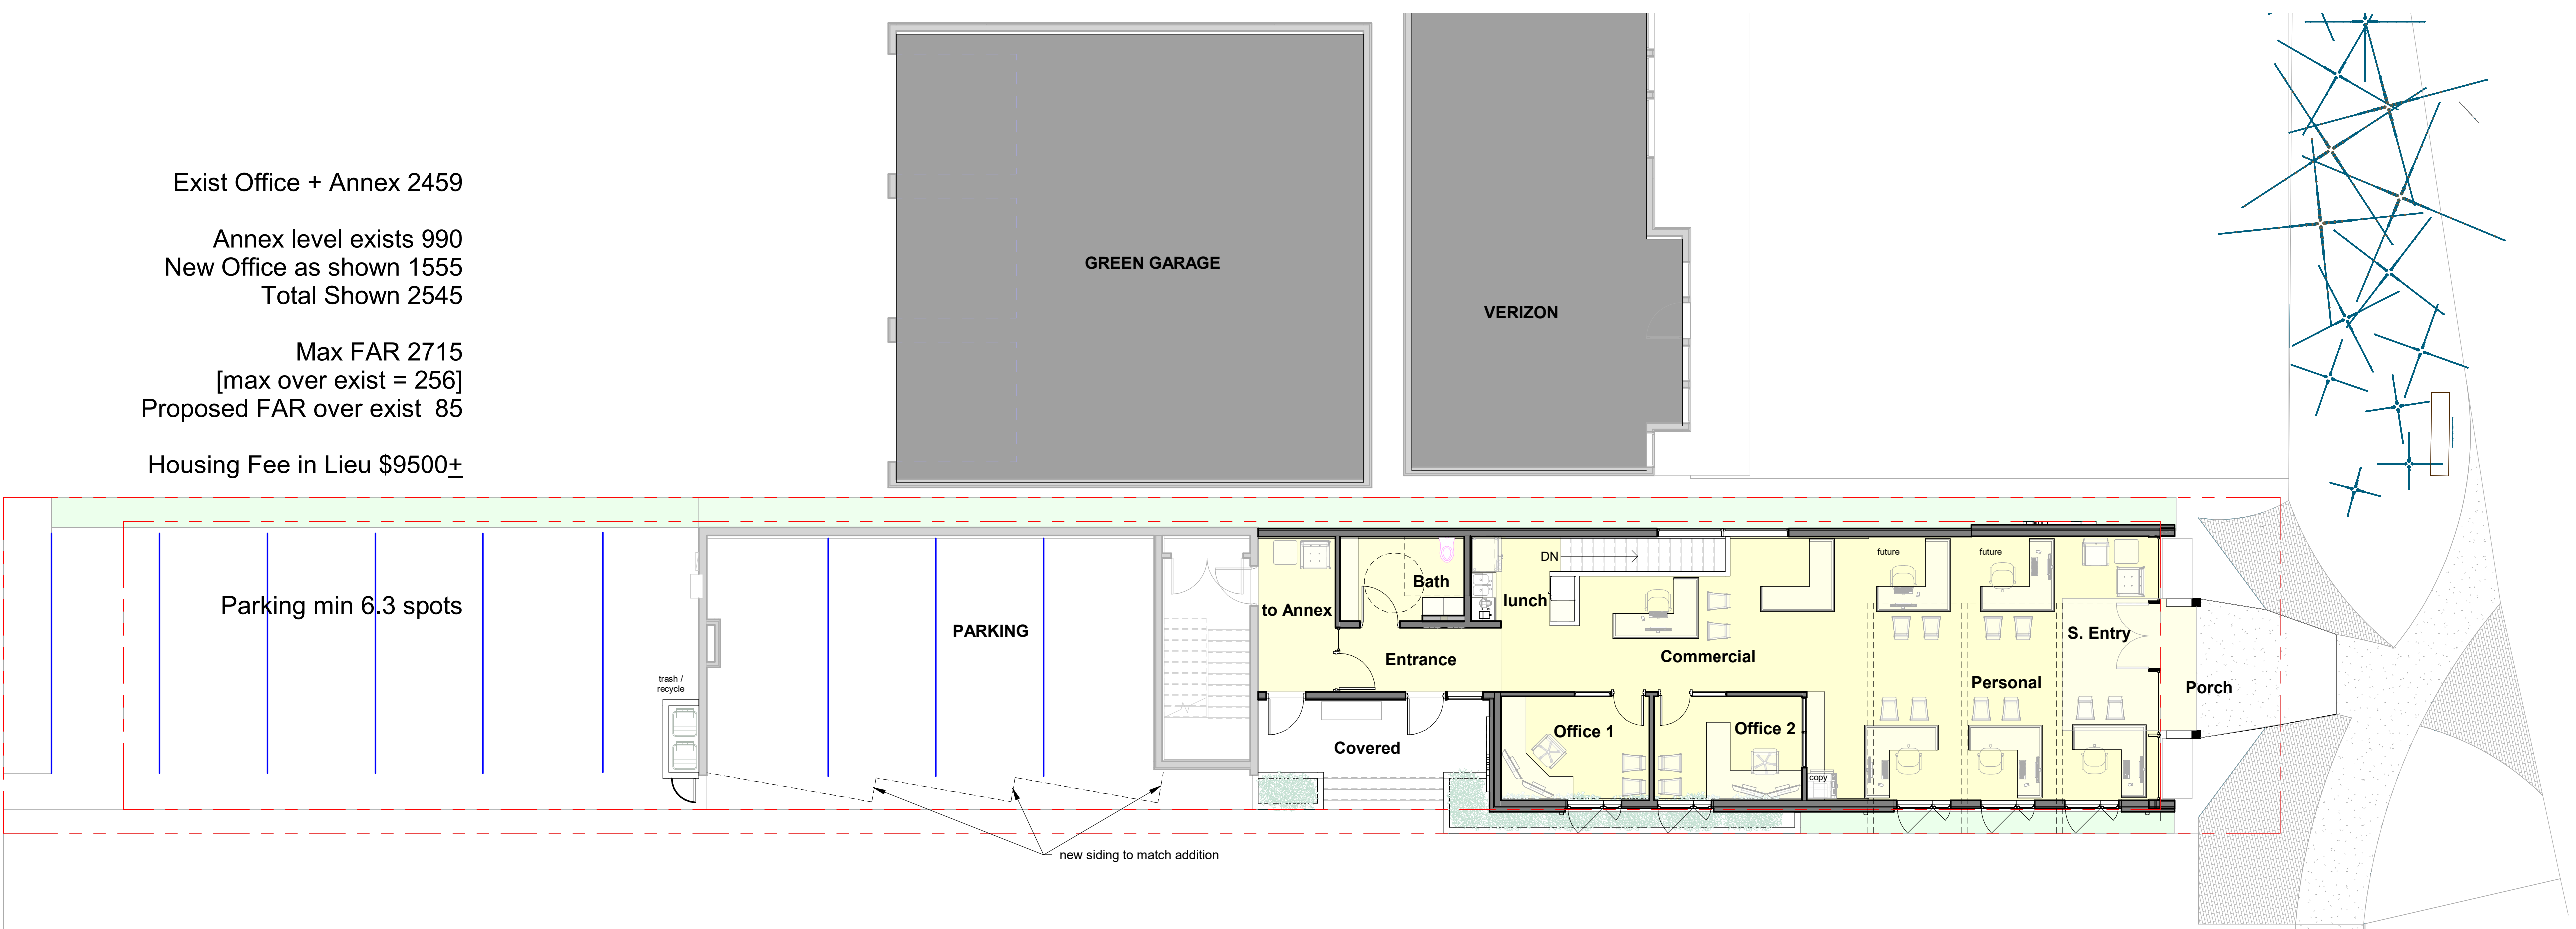 Exist Office + Annex 2459
Annex level exists 990
New Office as shown 1555
Total Shown 2545
Max FAR 2715
[max over exist = 256]
Proposed FAR over exist 85
Housing Fee in Lieu $9500+
Parking min 6.3 spots
GREEN GARAGE
VERIZON
trash /
recycle
PARKING
new siding to match addition
to Annex
Bath
Entrance
Covered
lunch
DN
Commercial
Office 1
Office 2
copy
future
future
Personal
S. Entry
Porch